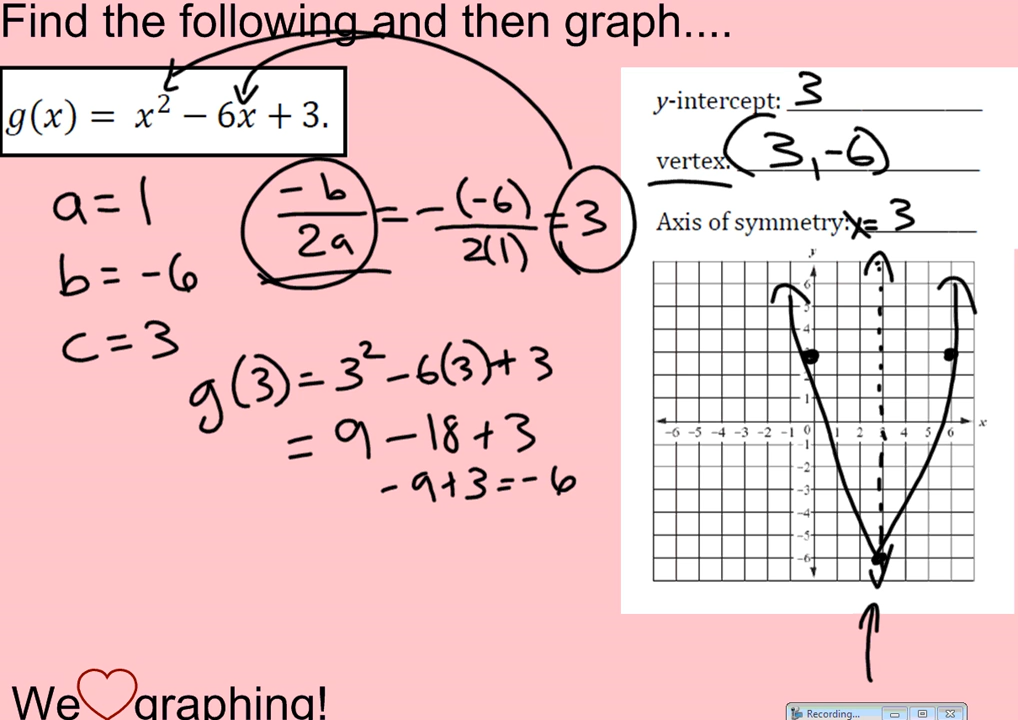 Find the following and then graph....
g(x) = x² − 6x + 3.
y-intercept: 3
vertex: (3, -6)
Axis of symmetry: x = 3
a = 1
b = -6
c = 3
-b/2a = -(-6)/2(1) = 3
g(3) = 3² - 6(3) + 3
= 9 - 18 + 3
-9 + 3 = -6
y
6
5
4
1
-6 -5 -4 -3 -2 -1 0 1 2 3 4 5 6 x
-1
-2
-3
-4
-5
-6
We graphing!
Recording...